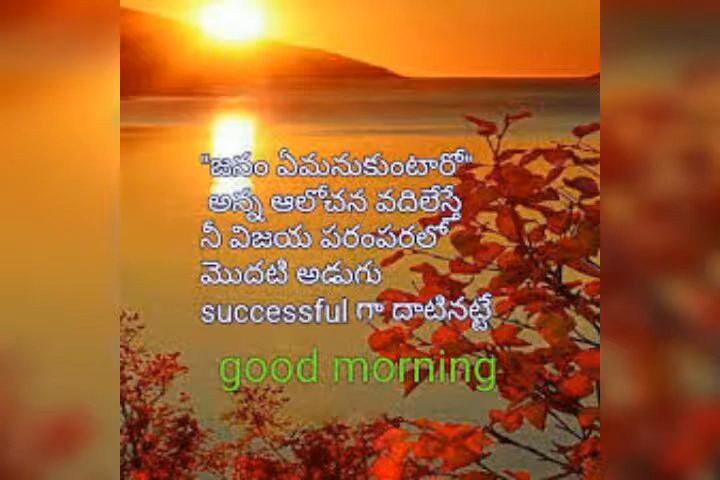 "జనం ఏమనుకుంటారో"
అన్న ఆలోచన వదిలేస్తే
నీ విజయ పరంపరలో
మొదటి అడుగు
successful గా దాటినట్టే
good morning